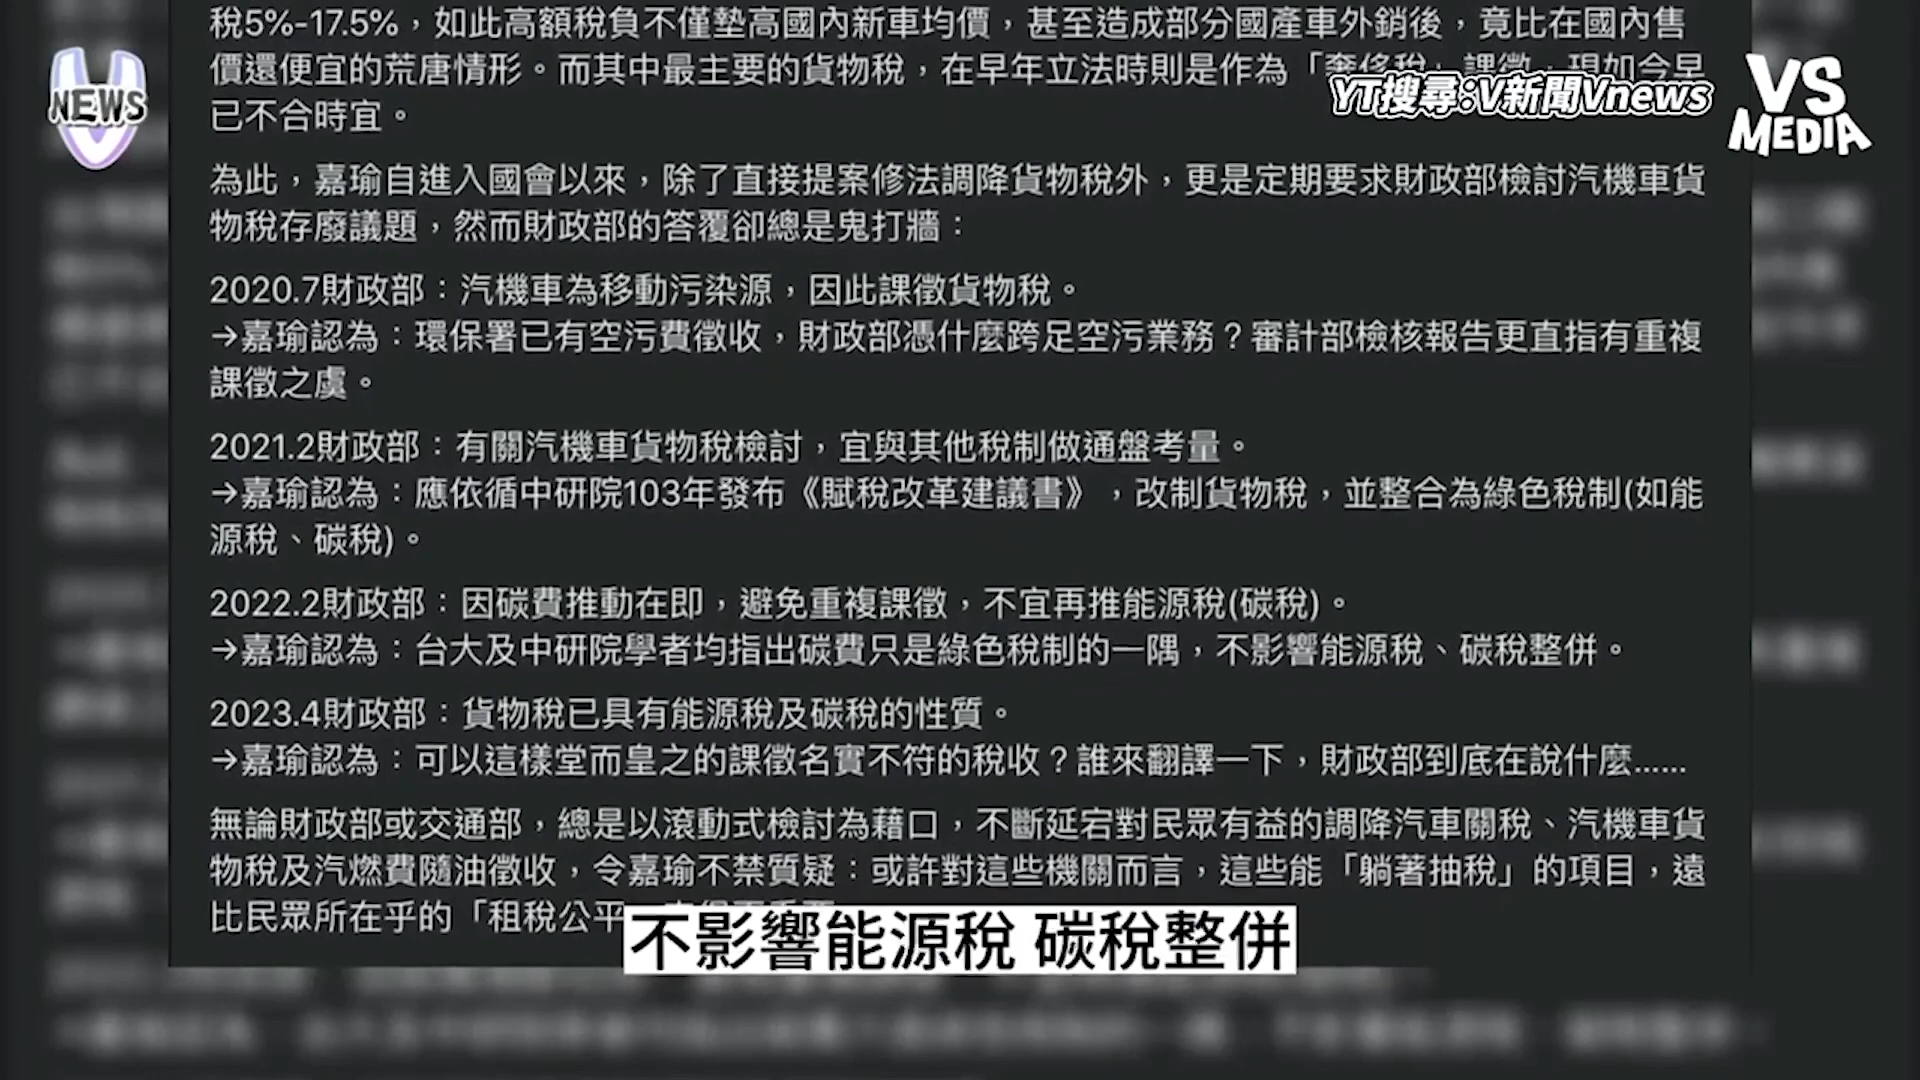 稅5%-17.5%，如此高額稅負不僅墊高國內新車均價，甚至造成部分國產車外銷後，竟比在國內售
價還便宜的荒唐情形。而其中最主要的貨物稅，在早年立法時則是作為「奢侈稅」課徵，現如今早
已不合時宜。
NEWS
YT搜尋:V新聞Vnews
VS MEDIA
為此，嘉瑜自進入國會以來，除了直接提案修法調降貨物稅外，更是定期要求財政部檢討汽機車貨
物稅存廢議題，然而財政部的答覆卻總是鬼打牆：
2020.7財政部：汽機車為移動污染源，因此課徵貨物稅。
→嘉瑜認為：環保署已有空污費徵收，財政部憑什麼跨足空污業務？審計部檢核報告更直指有重複
課徵之虞。
2021.2財政部：有關汽機車貨物稅檢討，宜與其他稅制做通盤考量。
→嘉瑜認為：應依循中研院103年發布《賦稅改革建議書》，改制貨物稅，並整合為綠色稅制(如能
源稅、碳稅)。
2022.2財政部：因碳費推動在即，避免重複課徵，不宜再推能源稅(碳稅)。
→嘉瑜認為：台大及中研院學者均指出碳費只是綠色稅制的一隅，不影響能源稅、碳稅整併。
2023.4財政部：貨物稅已具有能源稅及碳稅的性質。
→嘉瑜認為：可以這樣堂而皇之的課徵名實不符的稅收？誰來翻譯一下，財政部到底在說什麼......
無論財政部或交通部，總是以滾動式檢討為藉口，不斷延宕對民眾有益的調降汽車關稅、汽機車貨
物稅及汽燃費隨油徵收，令嘉瑜不禁質疑：或許對這些機關而言，這些能「躺著抽稅」的項目，遠
比民眾所在乎的「租稅公平
不影響能源稅 碳稅整併